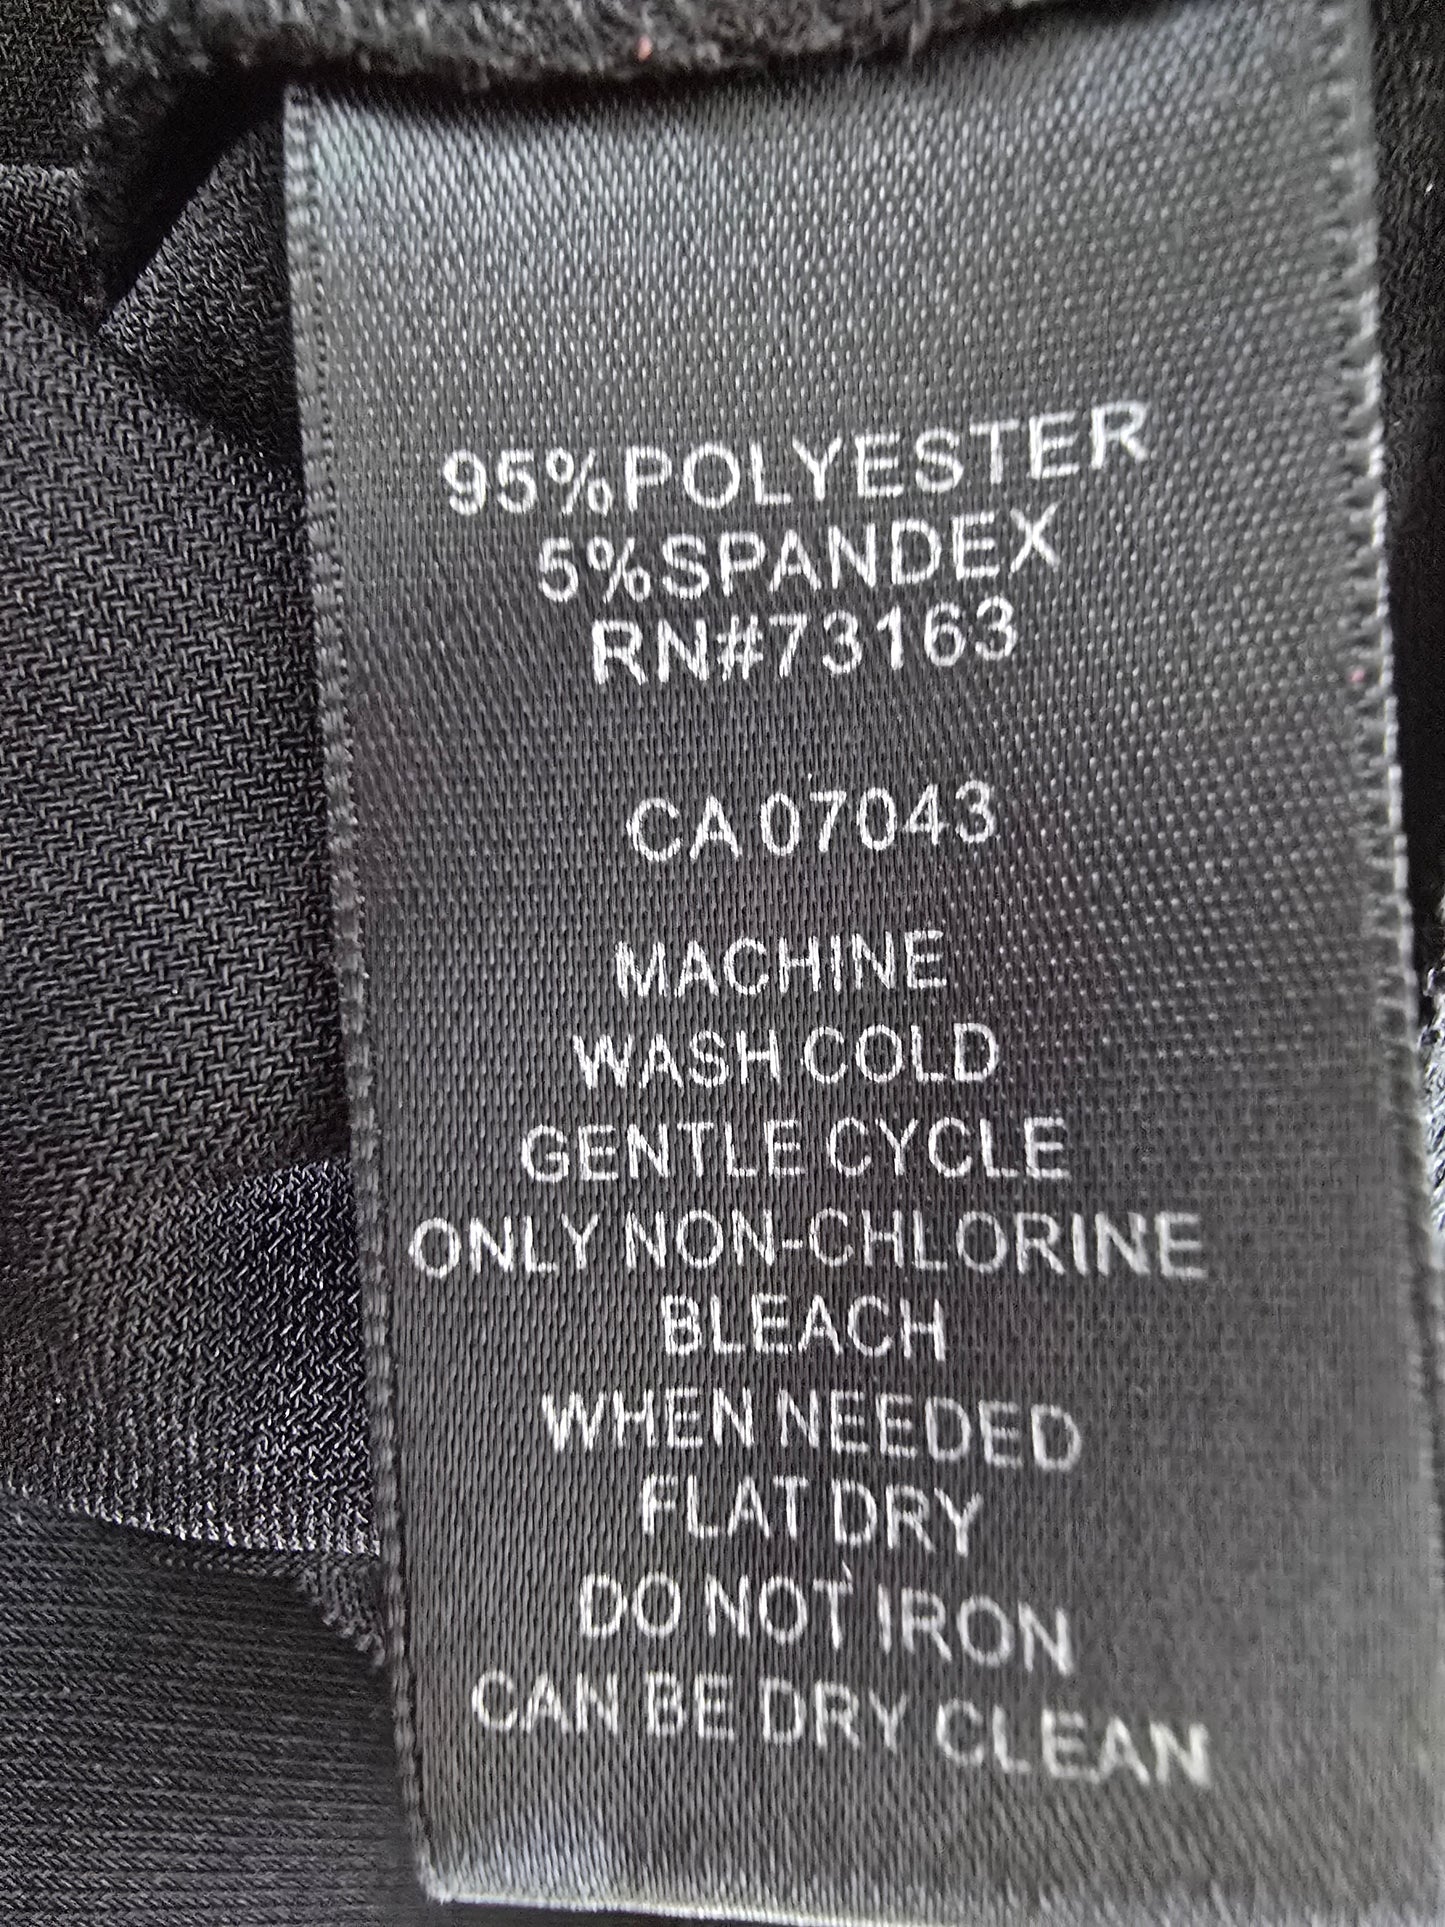 95%POLYESTER
5%SPANDEX
RN#73163
CA 07043
MACHINE
WASH COLD
GENTLE CYCLE
ONLY NON-CHLORINE
BLEACH
WHEN NEEDED
FLAT DRY
DO NOT IRON
CAN BE DRY CLEAN